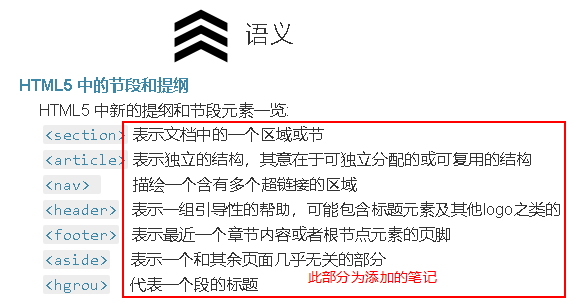 语义
HTML5 中的节段和提纲
HTML5 中新的提纲和节段元素一览:
<section> 表示文档中的一个区域或节
<article> 表示独立的结构，其意在于可独立分配的或可复用的结构
<nav> 描绘一个含有多个超链接的区域
<header> 表示一组引导性的帮助，可能包含标题元素及其他logo之类的
<footer> 表示最近一个章节内容或者根节点元素的页脚
<aside> 表示一个和其余页面几乎无关的部分
此部分为添加的笔记
<hgrou> 代表一个段的标题